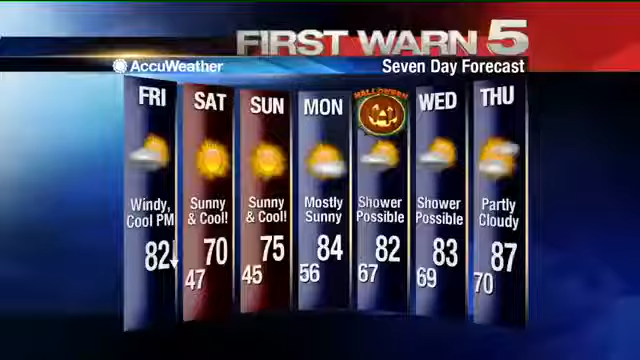 FIRST WARN 5
AccuWeather
Seven Day Forecast
FRI
Windy,
Cool PM
82
SAT
Sunny
& Cool!
70
47
SUN
Sunny
& Cool!
75
45
MON
Mostly
Sunny
84
56
HALLOWEEN
Shower
Possible
82
67
WED
Shower
Possible
83
69
THU
Partly
Cloudy
87
70